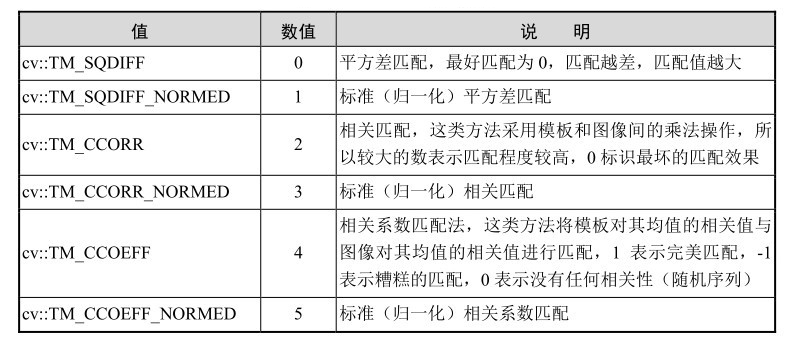 值 数值 说 明
cv::TM_SQDIFF 0 平方差匹配，最好匹配为 0，匹配越差，匹配值越大
cv::TM_SQDIFF_NORMED 1 标准（归一化）平方差匹配
cv::TM_CCORR 2 相关匹配，这类方法采用模板和图像间的乘法操作，所
以较大的数表示匹配程度较高，0 标识最坏的匹配效果
cv::TM_CCORR_NORMED 3 标准（归一化）相关匹配
cv::TM_CCOEFF 4 相关系数匹配法，这类方法将模板对其均值的相关值与
图像对其均值的相关值进行匹配，1 表示完美匹配，-1
表示糟糕的匹配，0 表示没有任何相关性（随机序列）
cv::TM_CCOEFF_NORMED 5 标准（归一化）相关系数匹配